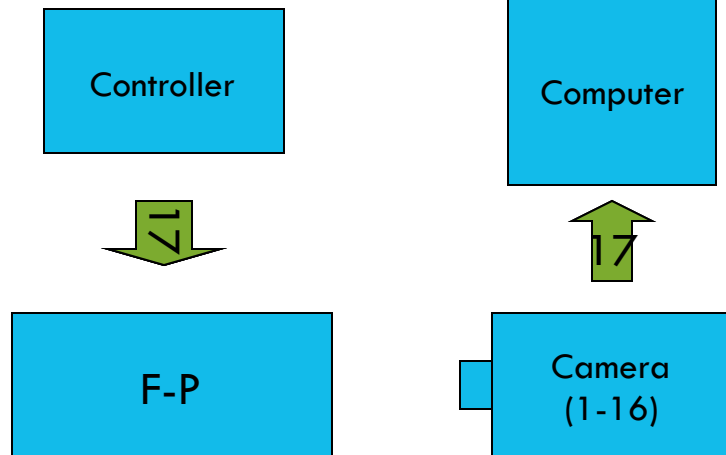 Controller
Computer
17
17
F-P
Camera
(1-16)